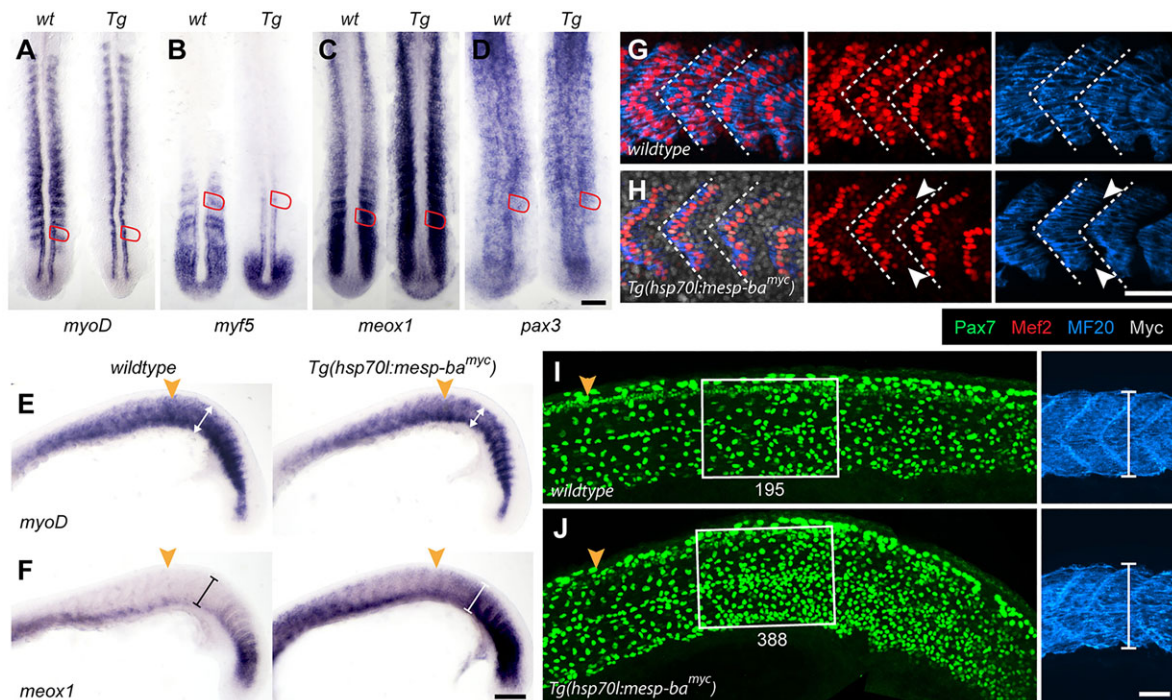 wt Tg wt Tg wt Tg wt Tg
A B C D
myoD myf5 meox1 pax3
G
wildtype
H
Tg(hsp70l:mesp-ba^myc)
Pax7 Mef2 MF20 Myc
wildtype Tg(hsp70l:mesp-ba^myc)
E
myoD
F
meox1
I
wildtype
195
J
388
Tg(hsp70l:mesp-ba^myc)